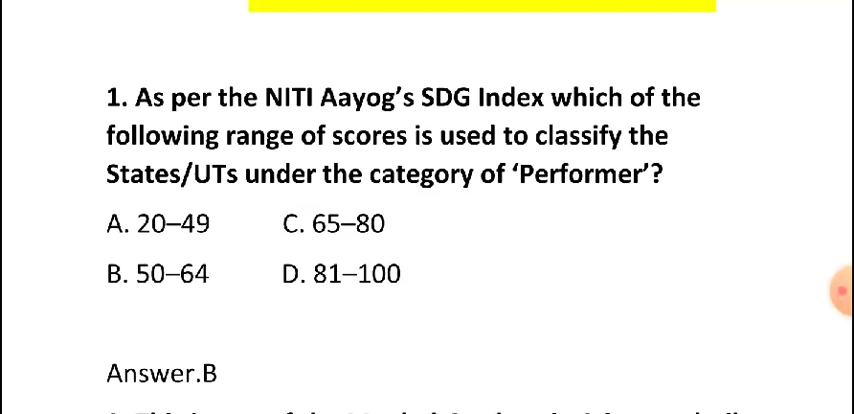 1. As per the NITI Aayog’s SDG Index which of the
following range of scores is used to classify the
States/UTs under the category of ‘Performer’?
A. 20–49 C. 65–80
B. 50–64 D. 81–100
Answer.B